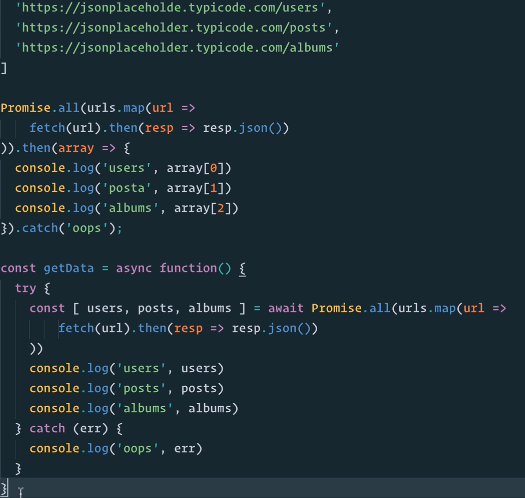 'https://jsonplaceholde.typicode.com/users',
'https://jsonplaceholder.typicode.com/posts',
'https://jsonplaceholder.typicode.com/albums'
]
Promise.all(urls.map(url =>
fetch(url).then(resp => resp.json())
)).then(array => {
console.log('users', array[0])
console.log('posta', array[1])
console.log('albums', array[2])
}).catch('oops');
const getData = async function() {
try {
const [ users, posts, albums ] = await Promise.all(urls.map(url =>
fetch(url).then(resp => resp.json())
))
console.log('users', users)
console.log('posts', posts)
console.log('albums', albums)
} catch (err) {
console.log('oops', err)
}
}